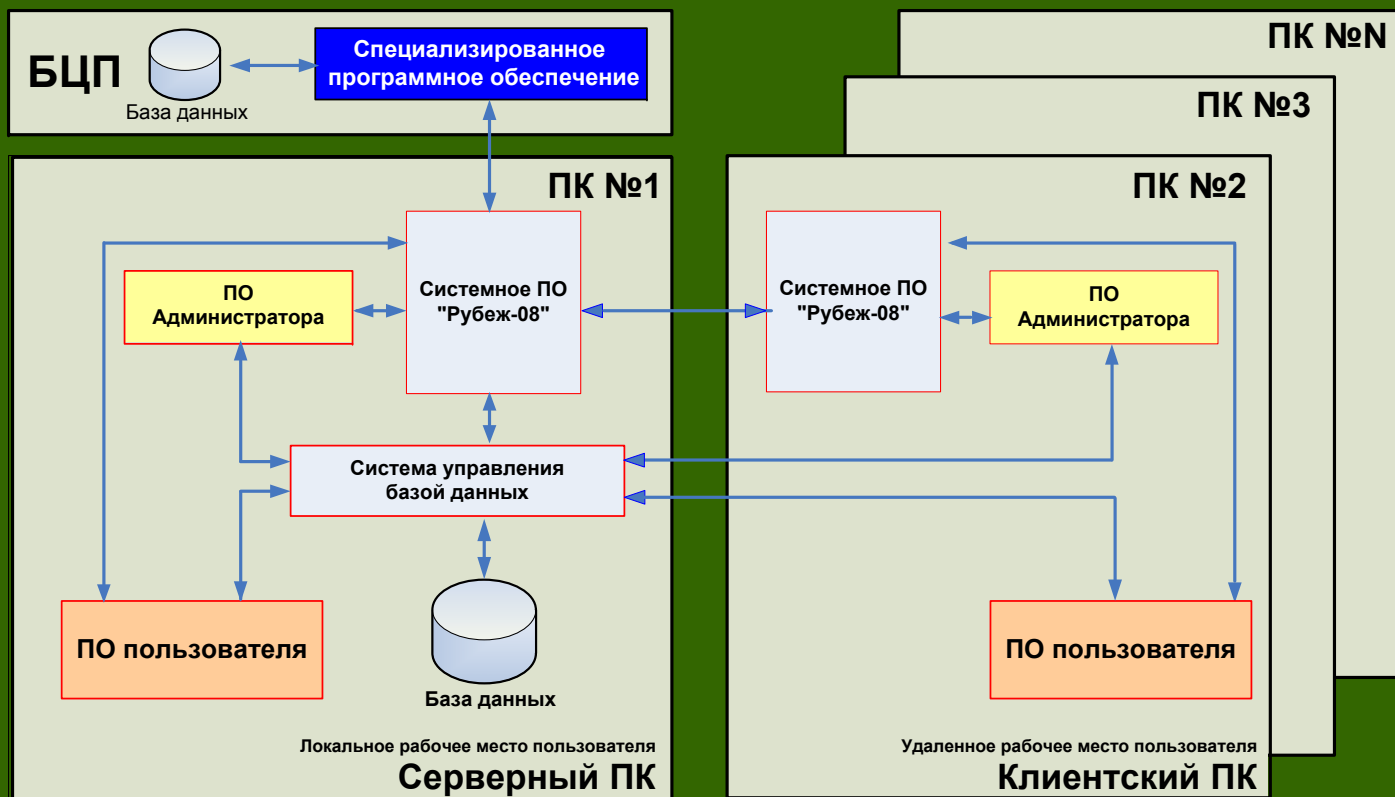 БЦП
База данных
Специализированное
программное обеспечение
ПК №N
ПК №3
ПК №1
ПО
Администратора
Системное ПО
"Рубеж-08"
Система управления
базой данных
ПО пользователя
База данных
Локальное рабочее место пользователя
Серверный ПК
ПК №2
Системное ПО
"Рубеж-08"
ПО
Администратора
ПО пользователя
Удаленное рабочее место пользователя
Клиентский ПК